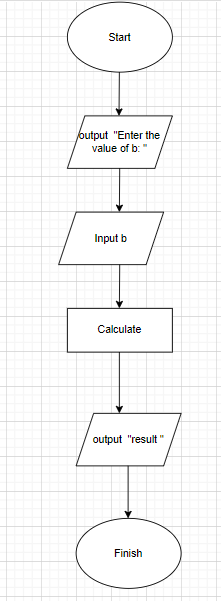 Start
output "Enter the
value of b: "
Input b
Calculate
output "result "
Finish